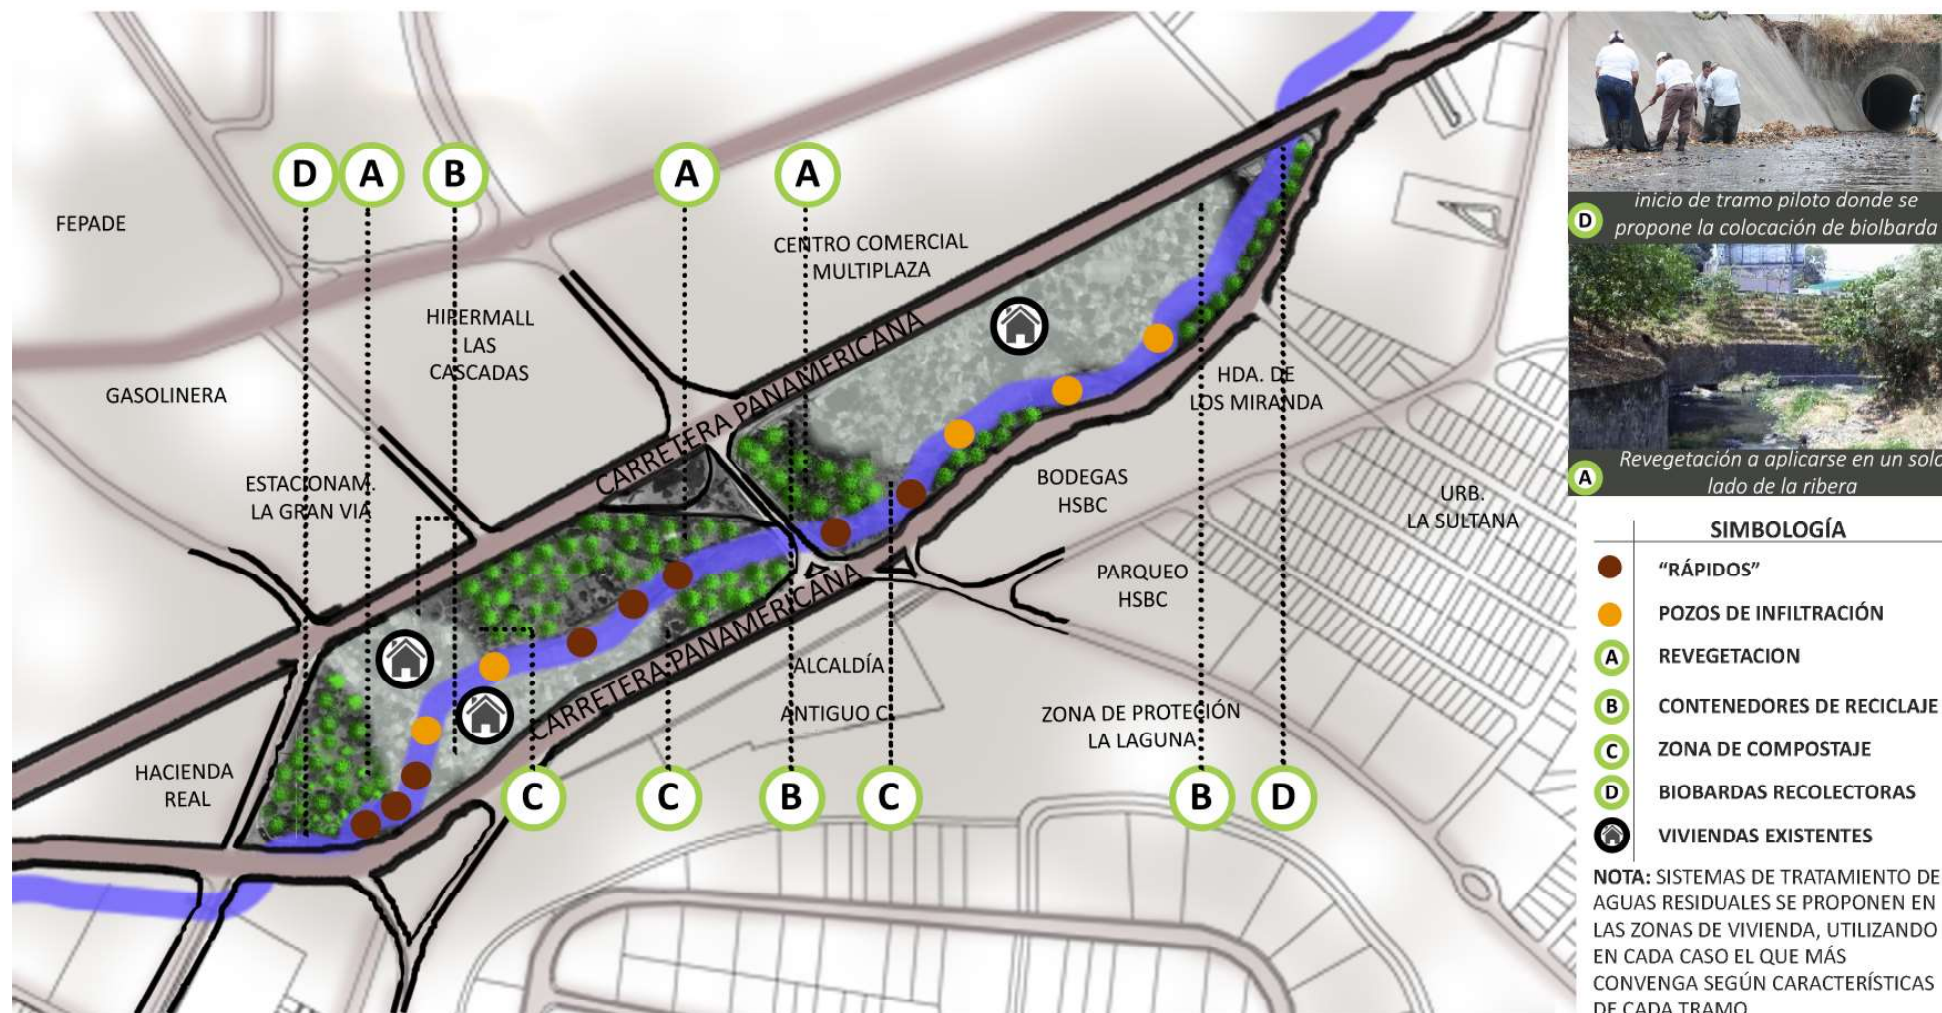 D
A
B
A
A
FEPADE
CENTRO COMERCIAL
MULTIPLAZA
HIPERMALL
LAS
CASCADAS
GASOLINERA
CARRETERA PANAMERICANA
HDA. DE
LOS MIRANDA
ESTACIONAM.
LA GRAN VIA
BODEGAS
HSBC
URB.
LA SULTANA
PARQUEO
HSBC
CARRETERA PANAMERICANA
ALCALDÍA
ANTIGUO C.
ZONA DE PROTECIÓN
LA LAGUNA
HACIENDA
REAL
C
C
B
C
B
D
inicio de tramo piloto donde se
D propone la colocación de biolbarda
Revegetación a aplicarse en un solo
A lado de la ribera
SIMBOLOGÍA
“RÁPIDOS”
POZOS DE INFILTRACIÓN
A REVEGETACION
B CONTENEDORES DE RECICLAJE
C ZONA DE COMPOSTAJE
D BIOBARDAS RECOLECTORAS
VIVIENDAS EXISTENTES
NOTA: SISTEMAS DE TRATAMIENTO DE
AGUAS RESIDUALES SE PROPONEN EN
LAS ZONAS DE VIVIENDA, UTILIZANDO
EN CADA CASO EL QUE MÁS
CONVENGA SEGÚN CARACTERÍSTICAS
DE CADA TRAMO